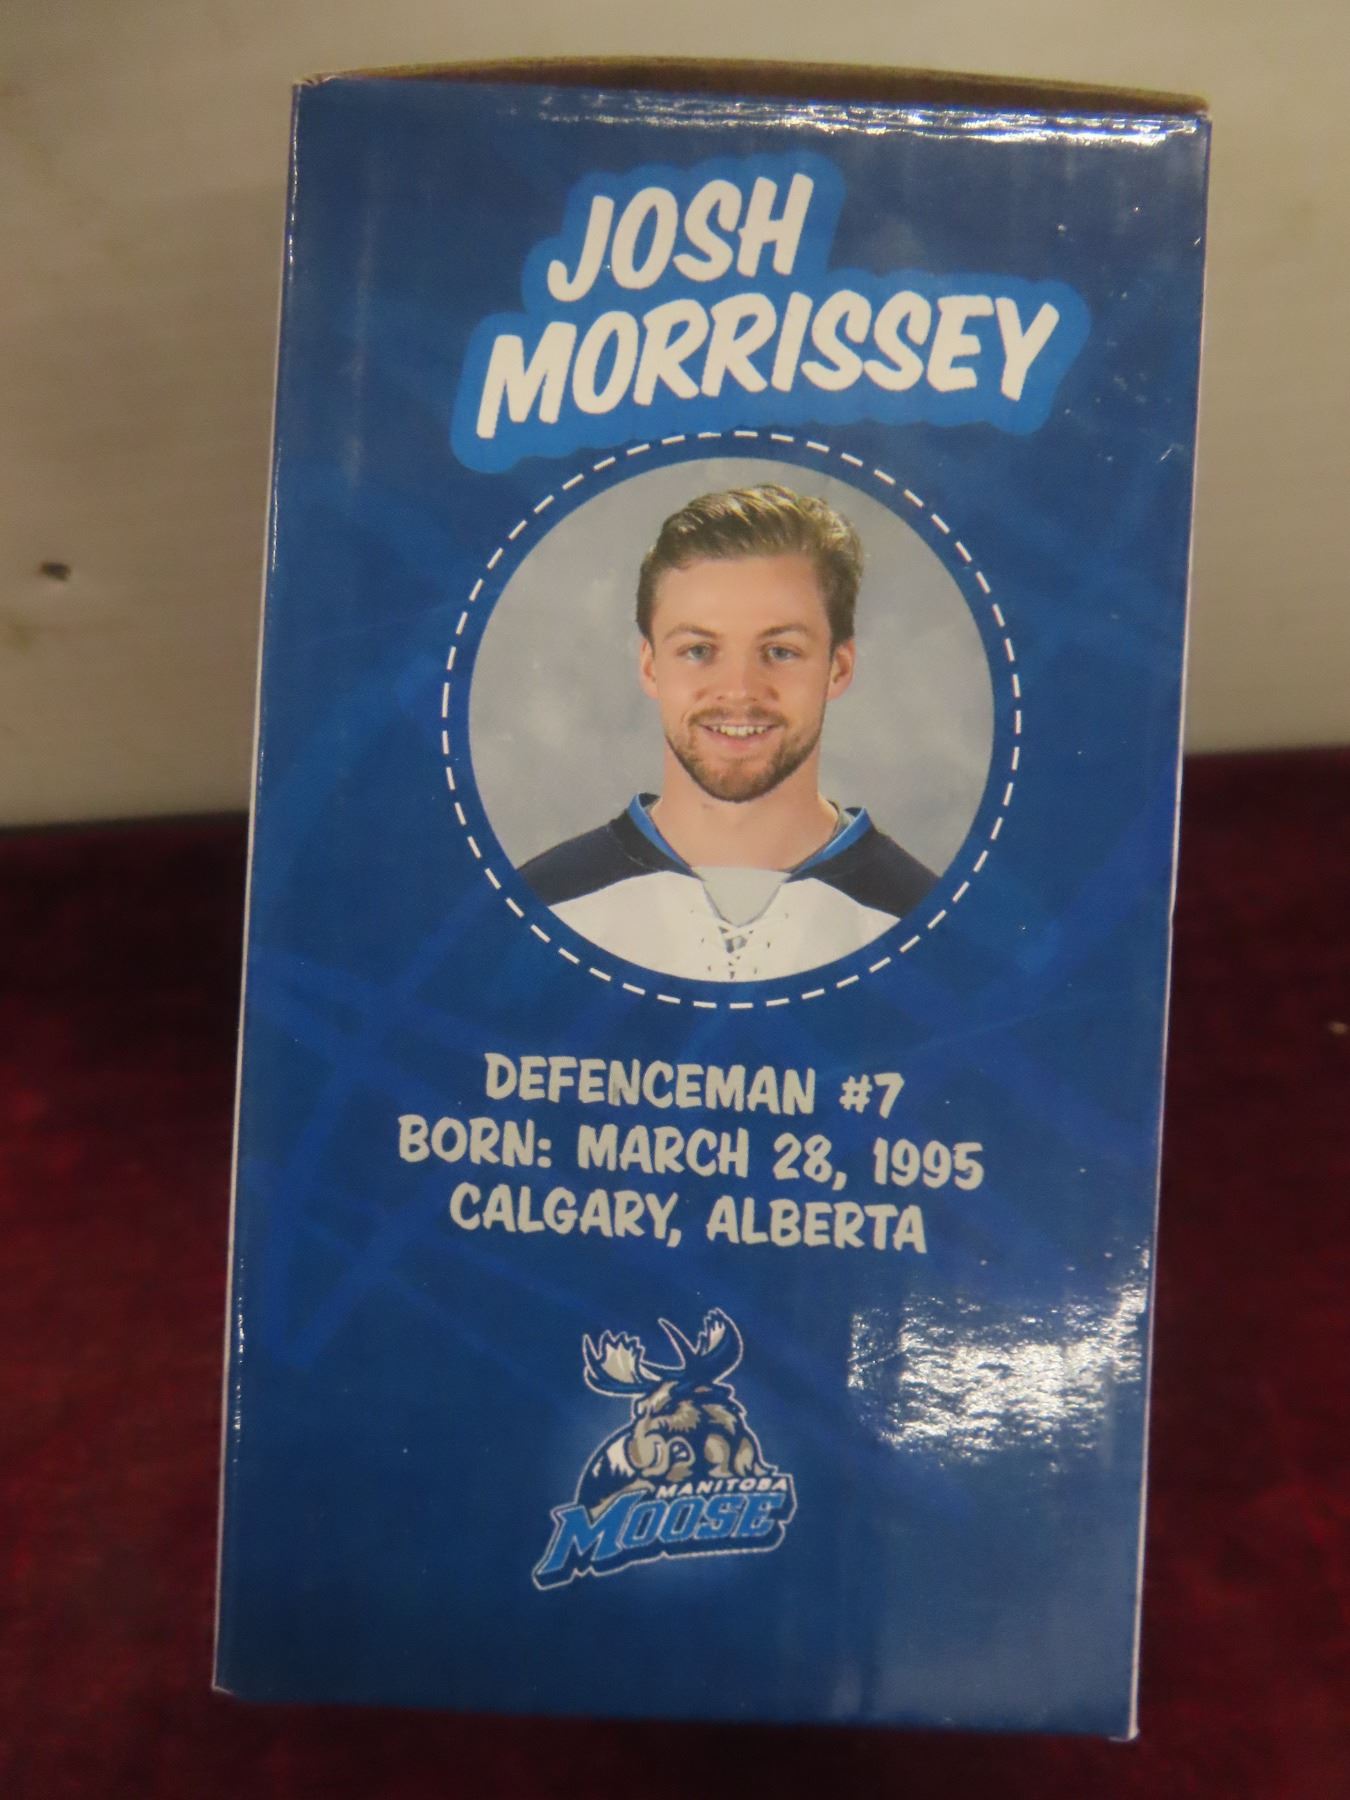 JOSH
MORRISSEY
DEFENCEMAN #7
BORN: MARCH 28, 1995
CALGARY, ALBERTA
MANITOBA
MOOSE